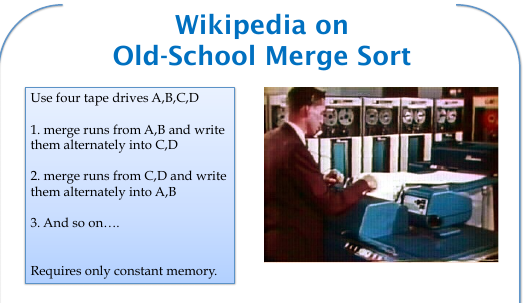 Wikipedia on
Old-School Merge Sort
Use four tape drives A,B,C,D
1. merge runs from A,B and write
them alternately into C,D
2. merge runs from C,D and write
them alternately into A,B
3. And so on….
Requires only constant memory.